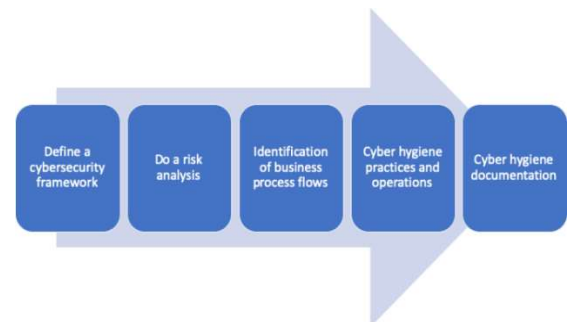 Define a
cybersecurity
framework
Do a risk
analysis
Identification
of business
process flows
Cyber hygiene
practices and
operations
Cyber hygiene
documentation